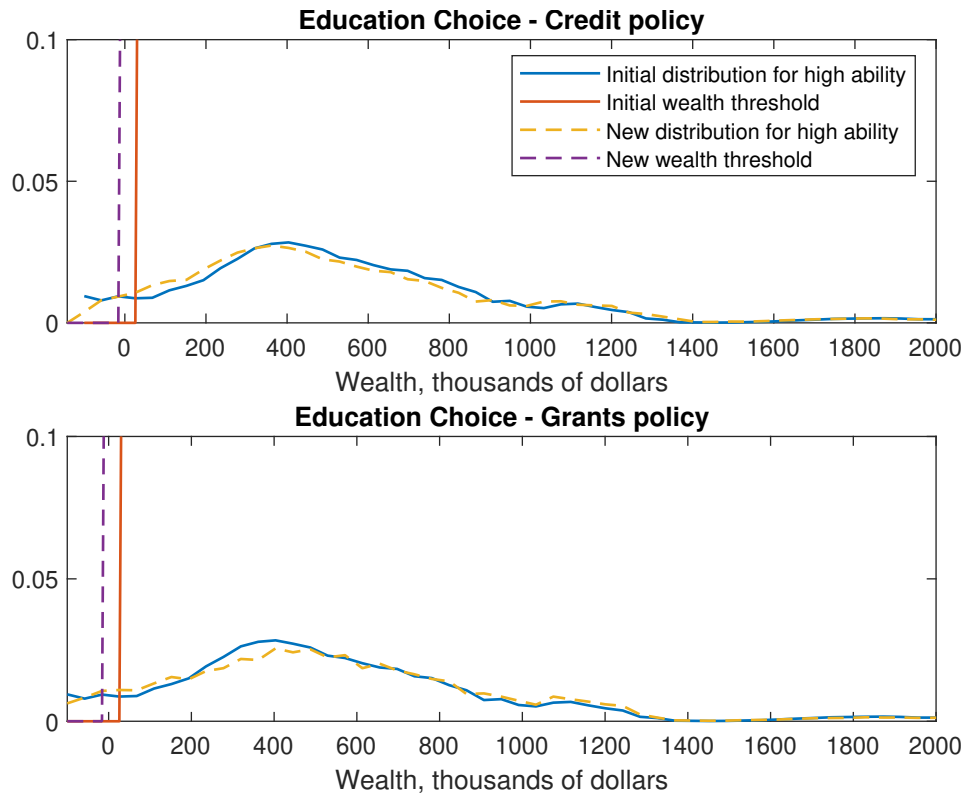 Education Choice - Credit policy
0.1
0.05
0
Initial distribution for high ability
Initial wealth threshold
New distribution for high ability
New wealth threshold
0 200 400 600 800 1000 1200 1400 1600 1800 2000
Wealth, thousands of dollars
Education Choice - Grants policy
0.1
0.05
0
0 200 400 600 800 1000 1200 1400 1600 1800 2000
Wealth, thousands of dollars